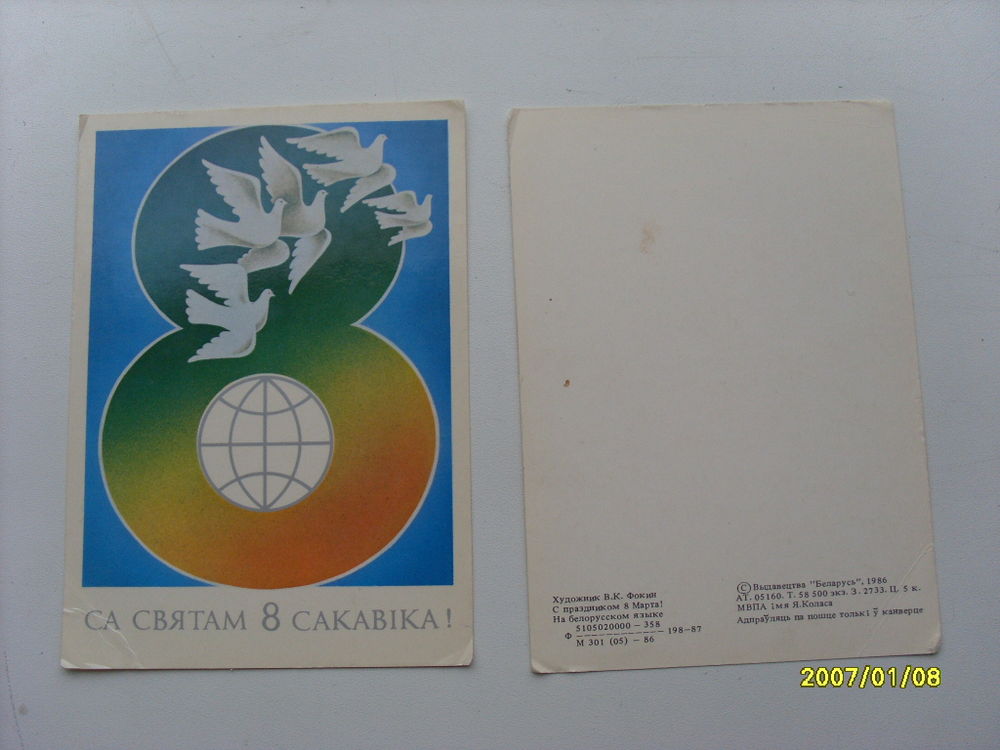 СА СВЯТАМ 8 САКАВІКА!
Художник В.К. Фокин
С праздником 8 Марта!
На белорусском языке
Ф 5105020000 — 358
М 301 (05) — 86 198—87
© Выдавецтва "Беларусь", 1986
АТ. 05160. Т. 58 500 экз. З. 2733. Ц. 5 к.
МВПА імя Я.Коласа
Адпраўляць па пошце толькі ў канверце
2007/01/08